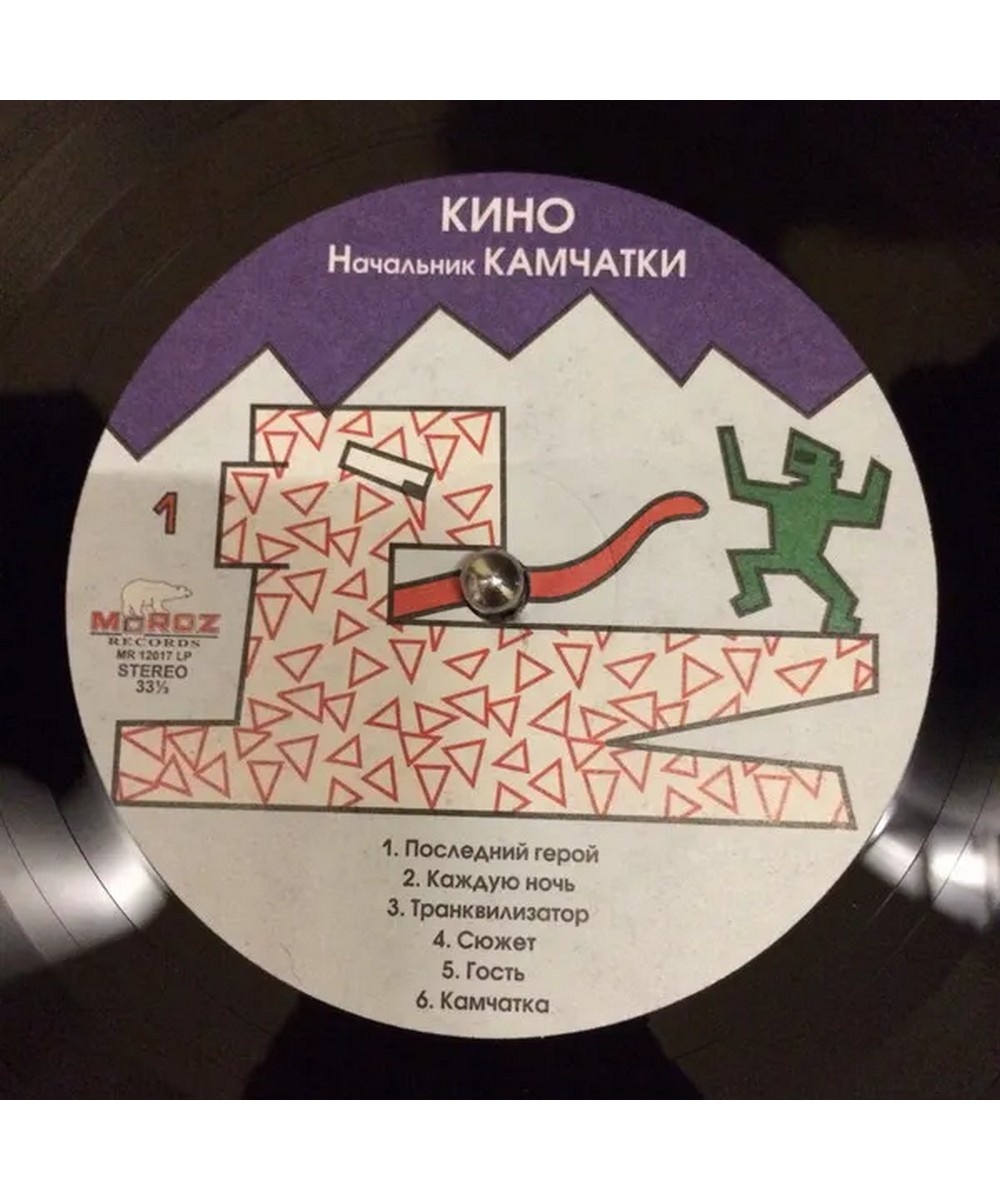 КИНО
Начальник КАМЧАТКИ
1
MOROZ
RECORDS
MR 12017 LP
STEREO
33⅓
1. Последний герой
2. Каждую ночь
3. Транквилизатор
4. Сюжет
5. Гость
6. Камчатка